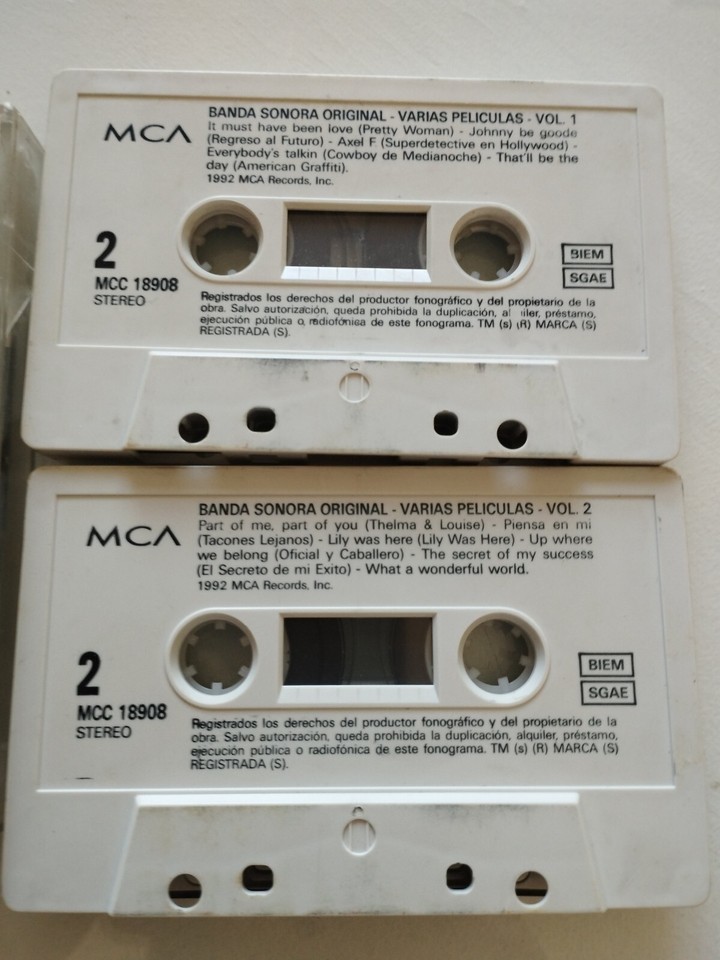 MCA
BANDA SONORA ORIGINAL - VARIAS PELICULAS - VOL. 1
It must have been love (Pretty Woman) - Johnny be goode
(Regreso al Futuro) - Axel F (Superdetective en Hollywood) -
Everybody's talkin (Cowboy de Medianoche) - That'll be the
day (American Graffiti).
1992 MCA Records, Inc.
2
MCC 18908
STEREO
BIEM
SGAE
Registrados los derechos del productor fonográfico y del propietario de la
obra. Salvo autorización, queda prohibida la duplicación, al iler, préstamo,
ejecución pública o radiofónica de este fonograma. TM (s) (R) MARCA (S)
REGISTRADA (S).
MCA
BANDA SONORA ORIGINAL - VARIAS PELICULAS - VOL. 2
Part of me, part of you (Thelma & Louise) - Piensa en mi
(Tacones Lejanos) - Lily was here (Lily Was Here) - Up where
we belong (Oficial y Caballero) - The secret of my success
(El Secreto de mi Exito) - What a wonderful world.
1992 MCA Records, Inc.
2
MCC 18908
STEREO
BIEM
SGAE
Registrados los derechos del productor fonográfico y del propietario de la
obra. Salvo autorización, queda prohibida la duplicación, alquiler, préstamo,
ejecución pública o radiofónica de este fonograma. TM (s) (R) MARCA (S)
REGISTRADA (S).